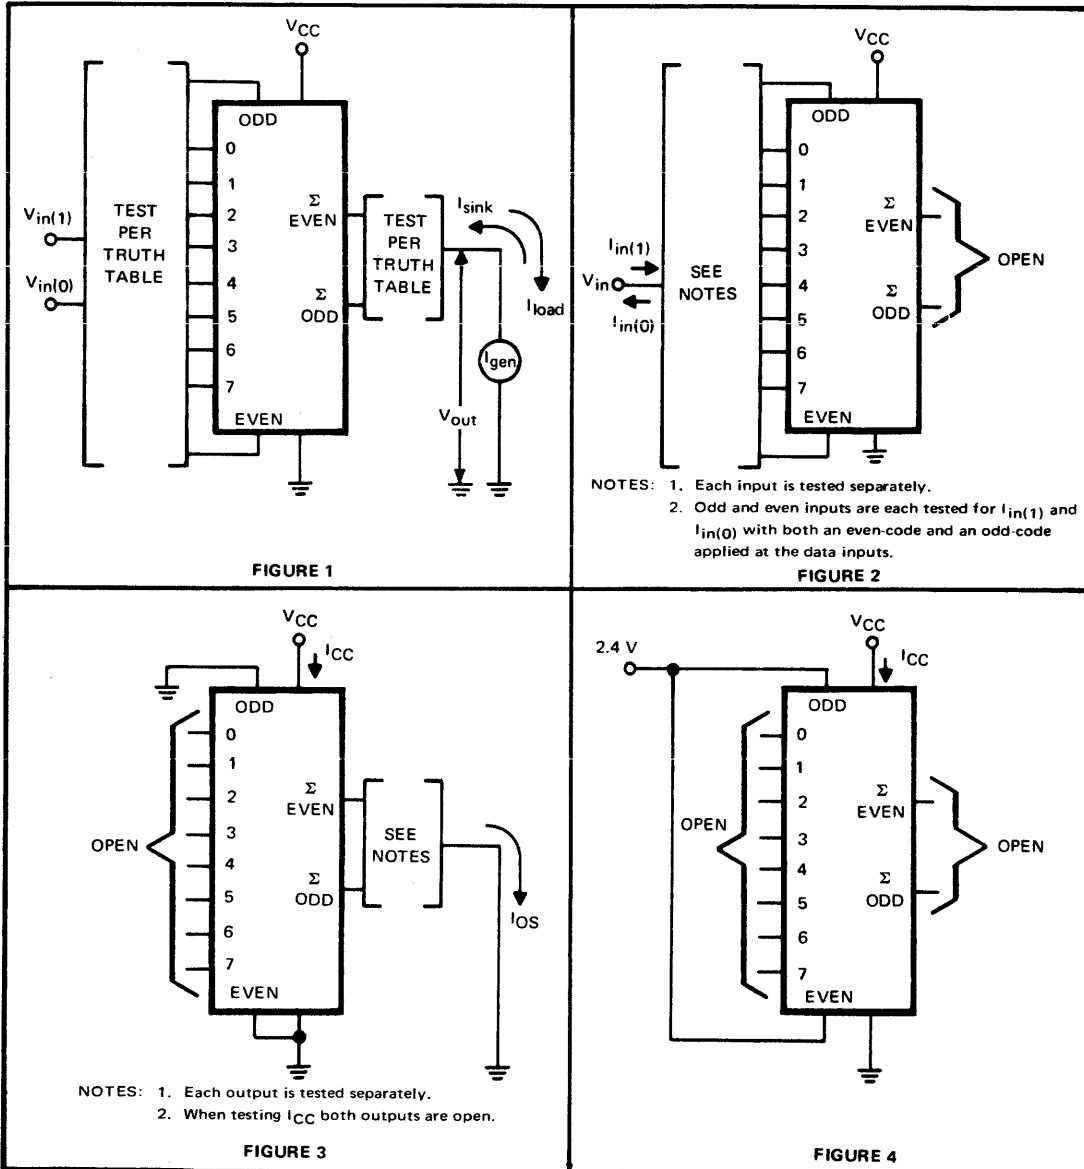 VCC
ODD
0
1
2
3
4
5
6
7
EVEN
Vin(1)
Vin(0)
TEST
PER
TRUTH
TABLE
Σ
EVEN
Σ
ODD
TEST
PER
TRUTH
TABLE
Isink
Iload
Igen
Vout
FIGURE 1
VCC
ODD
0
1
2
3
4
5
6
7
EVEN
Iin(1)
Vin
Iin(0)
SEE
NOTES
Σ
EVEN
Σ
ODD
OPEN
NOTES: 1. Each input is tested separately.
2. Odd and even inputs are each tested for Iin(1) and
Iin(0) with both an even-code and an odd-code
applied at the data inputs.
FIGURE 2
VCC
ICC
ODD
0
1
2
3
4
5
6
7
EVEN
OPEN
Σ
EVEN
Σ
ODD
SEE
NOTES
IOS
NOTES: 1. Each output is tested separately.
2. When testing ICC both outputs are open.
FIGURE 3
2.4 V
VCC
ICC
ODD
0
1
2
3
4
5
6
7
EVEN
OPEN
Σ
EVEN
Σ
ODD
OPEN
FIGURE 4